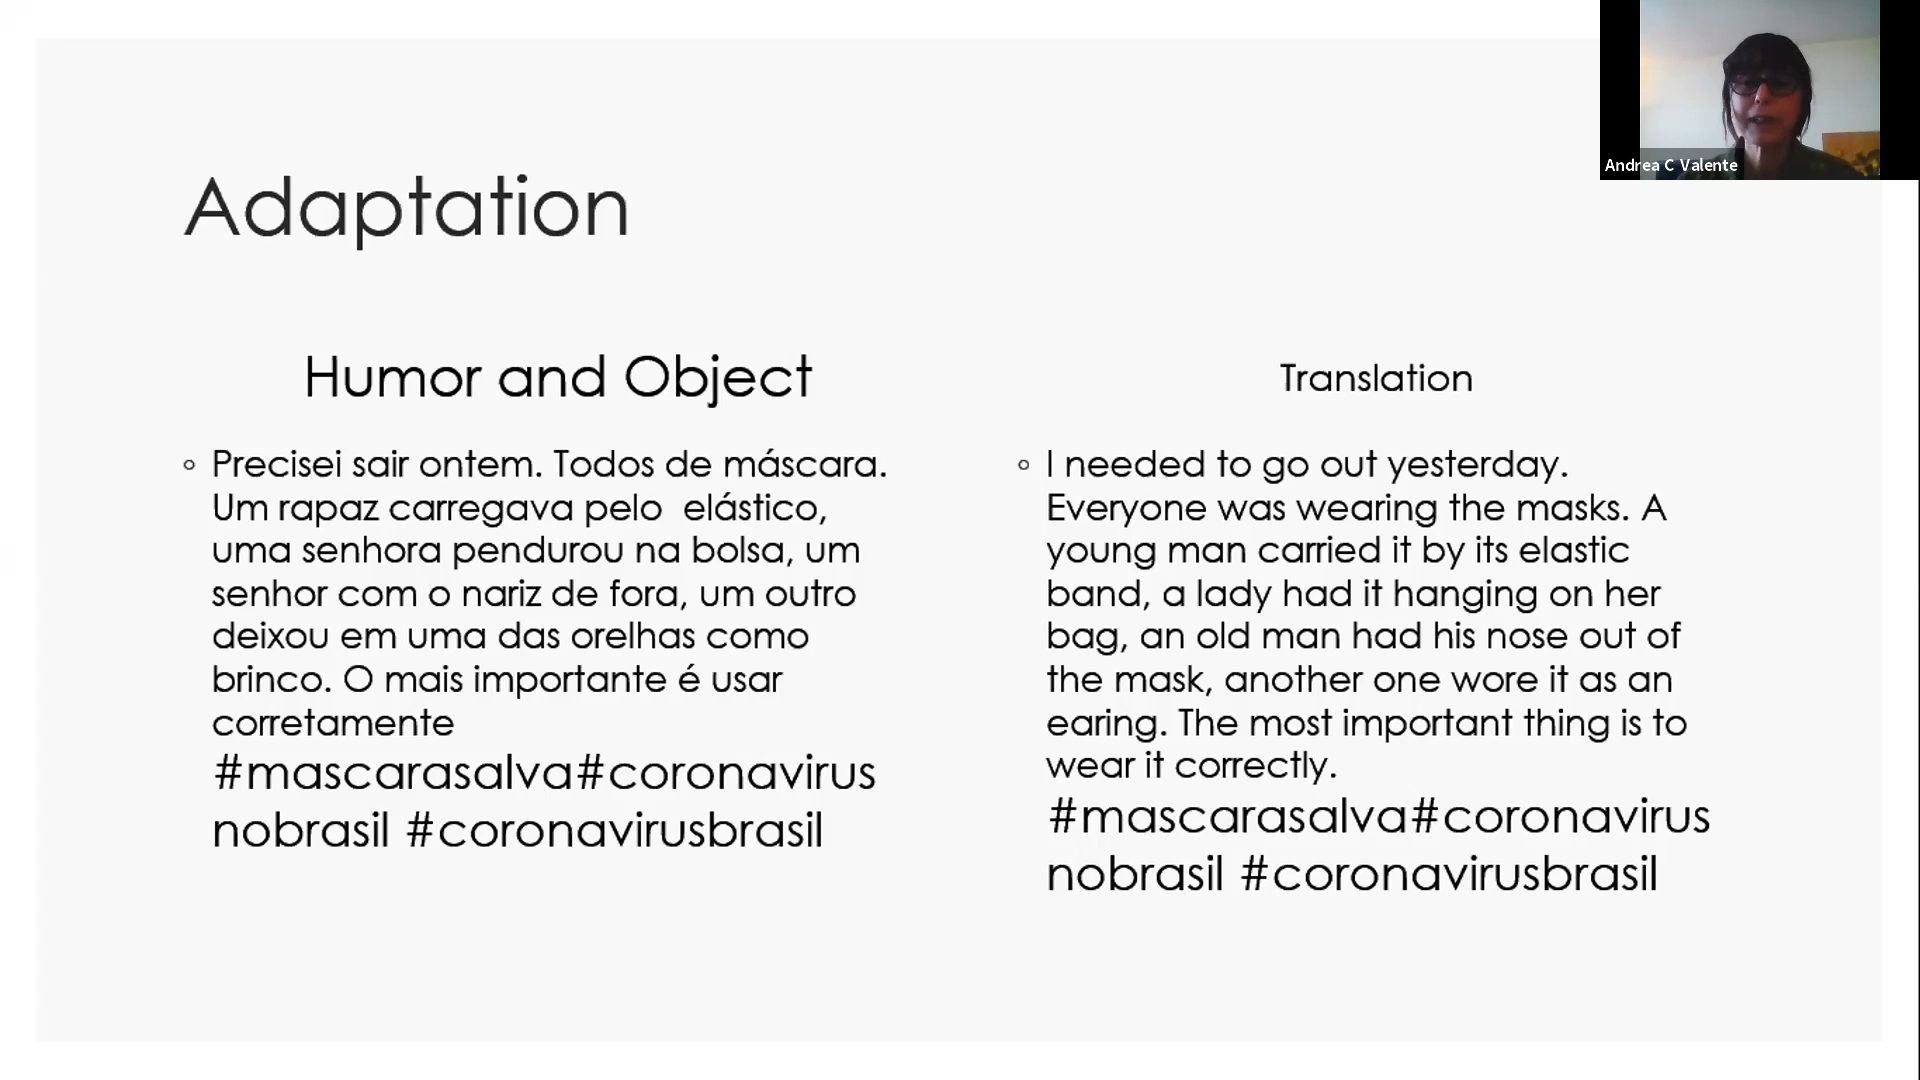 Andrea C Valente
Adaptation
Humor and Object
Precisei sair ontem. Todos de máscara.
Um rapaz carregava pelo  elástico,
uma senhora pendurou na bolsa, um
senhor com o nariz de fora, um outro
deixou em uma das orelhas como
brinco. O mais importante é usar
corretamente
#mascarasalva#coronavirus
nobrasil #coronavirusbrasil
Translation
I needed to go out yesterday.
Everyone was wearing the masks. A
young man carried it by its elastic
band, a lady had it hanging on her
bag, an old man had his nose out of
the mask, another one wore it as an
earing. The most important thing is to
wear it correctly.
#mascarasalva#coronavirus
nobrasil #coronavirusbrasil